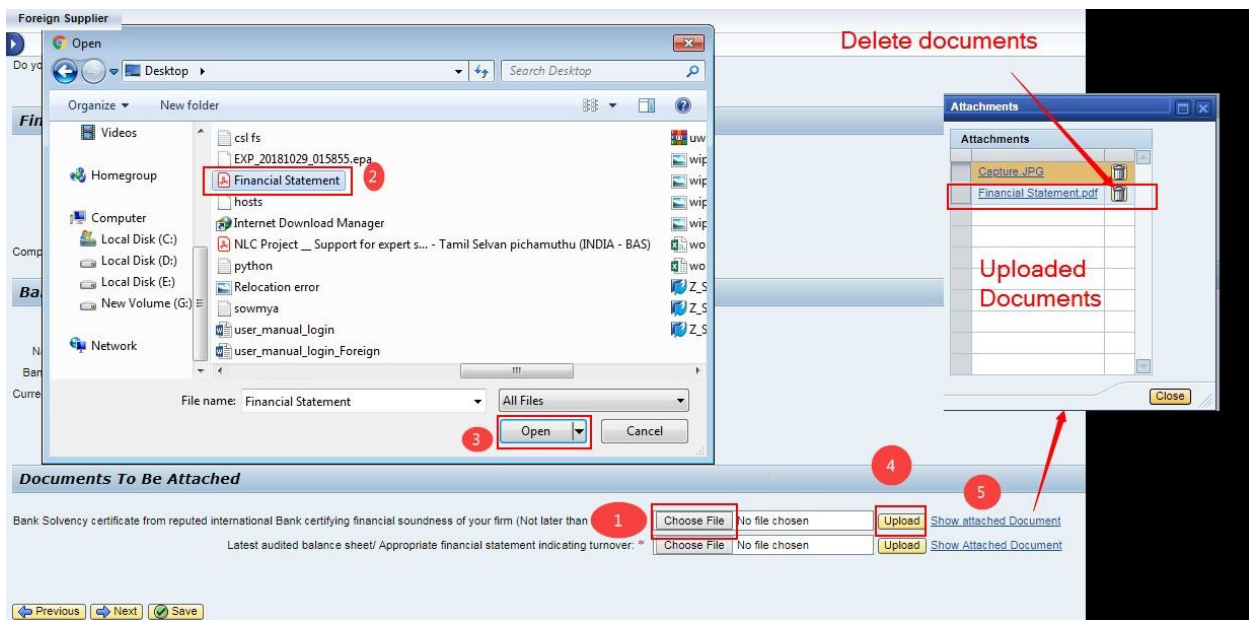 Foreign Supplier
Open
Delete documents
Do yo
Desktop
Search Desktop
Organize
New folder
Attachments
Fin
Attachments
Videos
Homegroup
Computer
Local Disk (C:)
Local Disk (D:)
Local Disk (E:)
New Volume (G:)
Network
csl fs
EXP_20181029_015855.epa
Financial Statement
2
hosts
Internet Download Manager
NLC Project __ Support for expert s... - Tamil Selvan pichamuthu (INDIA - BAS)
python
Relocation error
sowmya
user_manual_login
user_manual_login_Foreign
uw
wip
wip
wip
wip
wo
wo
Z_S
Z_S
Z_S
Capture.JPG
Financial Statement.pdf
Uploaded
Documents
Close
Comp
Ba
N
Ban
Curre
File name:
Financial Statement
All Files
3
Open
Cancel
Documents To Be Attached
4
5
Bank Solvency certificate from reputed international Bank certifying financial soundness of your firm (Not later than
1
Choose File
No file chosen
Upload
Show attached Document
Latest audited balance sheet/ Appropriate financial statement indicating turnover: *
Choose File
No file chosen
Upload
Show Attached Document
Previous
Next
Save